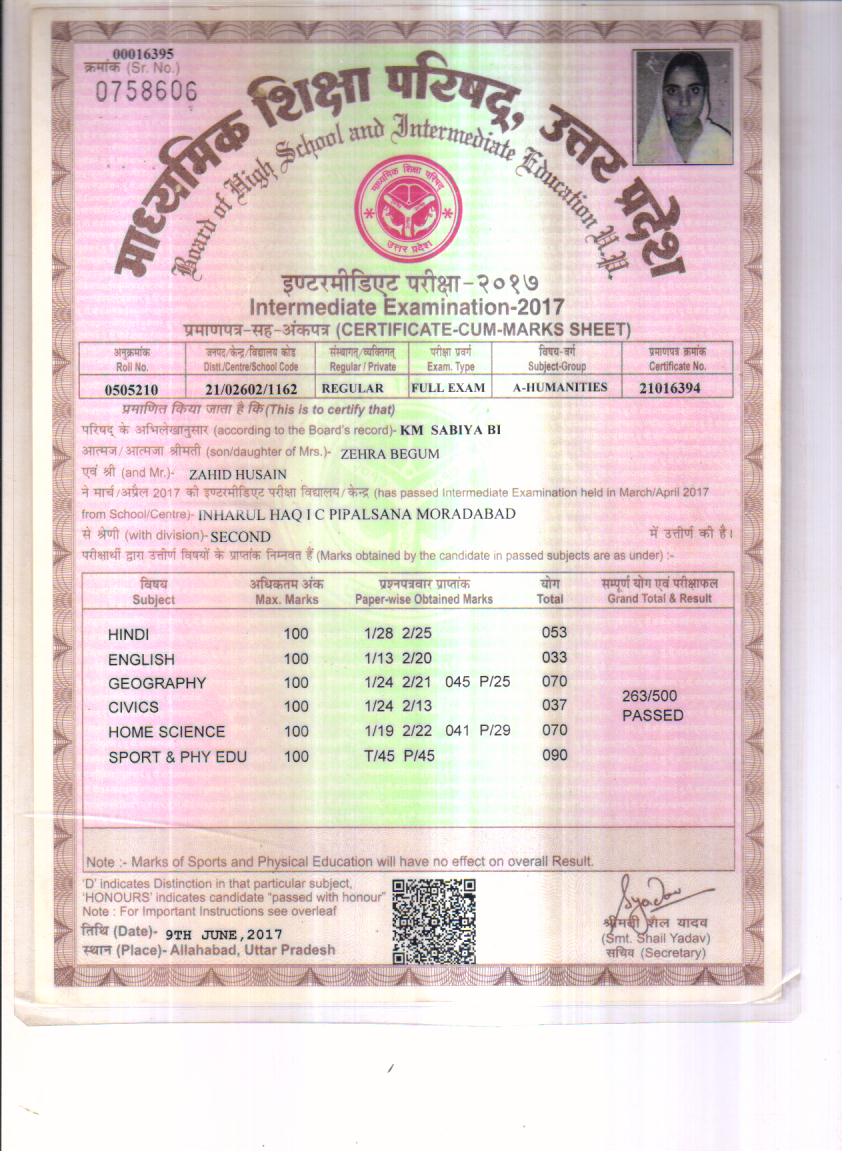 00016395
क्रमांक (Sr. No.)
0758606
माध्यमिक शिक्षा परिषद्, उत्तर प्रदेश
Board of High School and Intermediate Education U.P.
माध्यमिक शिक्षा परिषद्
उत्तर प्रदेश
इण्टरमीडिएट परीक्षा-२०१७
Intermediate Examination-2017
प्रमाणपत्र-सह-अंकपत्र (CERTIFICATE-CUM-MARKS SHEET)
अनुक्रमांक जनपद/केन्द्र/विद्यालय कोड संस्थागत/व्यक्तिगत परीक्षा प्रवर्ग विषय-वर्ग प्रमाणपत्र क्रमांक
Roll No. Distt./Centre/School Code Regular / Private Exam. Type Subject-Group Certificate No.
0505210 21/02602/1162 REGULAR FULL EXAM A-HUMANITIES 21016394
प्रमाणित किया जाता है कि (This is to certify that)
परिषद के अभिलेखानुसार (according to the Board's record)- KM SABIYA BI
आत्मज/आत्मजा श्रीमती (son/daughter of Mrs.)- ZEHRA BEGUM
एवं श्री (and Mr.)- ZAHID HUSAIN
ने मार्च/अप्रैल 2017 की इण्टरमीडिएट परीक्षा विद्यालय/केन्द्र (has passed Intermediate Examination held in March/April 2017
from School/Centre)- INHARUL HAQ I C PIPALSANA MORADABAD
से श्रेणी (with division)- SECOND में उत्तीर्ण की है।
परीक्षार्थी द्वारा उत्तीर्ण विषयों के प्राप्तांक निम्नवत हैं (Marks obtained by the candidate in passed subjects are as under) :-
विषय अधिकतम अंक प्रश्नपत्रवार प्राप्तांक योग सम्पूर्ण योग एवं परीक्षाफल
Subject Max. Marks Paper-wise Obtained Marks Total Grand Total & Result
HINDI 100 1/28 2/25 053
ENGLISH 100 1/13 2/20 033
GEOGRAPHY 100 1/24 2/21 045 P/25 070
263/500
CIVICS 100 1/24 2/13 037
PASSED
HOME SCIENCE 100 1/19 2/22 041 P/29 070
SPORT & PHY EDU 100 T/45 P/45 090
Note :- Marks of Sports and Physical Education will have no effect on overall Result.
'D' indicates Distinction in that particular subject,
'HONOURS' indicates candidate "passed with honour"
Note : For Important Instructions see overleaf
तिथि (Date)- 9TH JUNE,2017
स्थान (Place)- Allahabad, Uttar Pradesh
Syadav
श्रीमती शैल यादव
(Smt. Shail Yadav)
सचिव (Secretary)